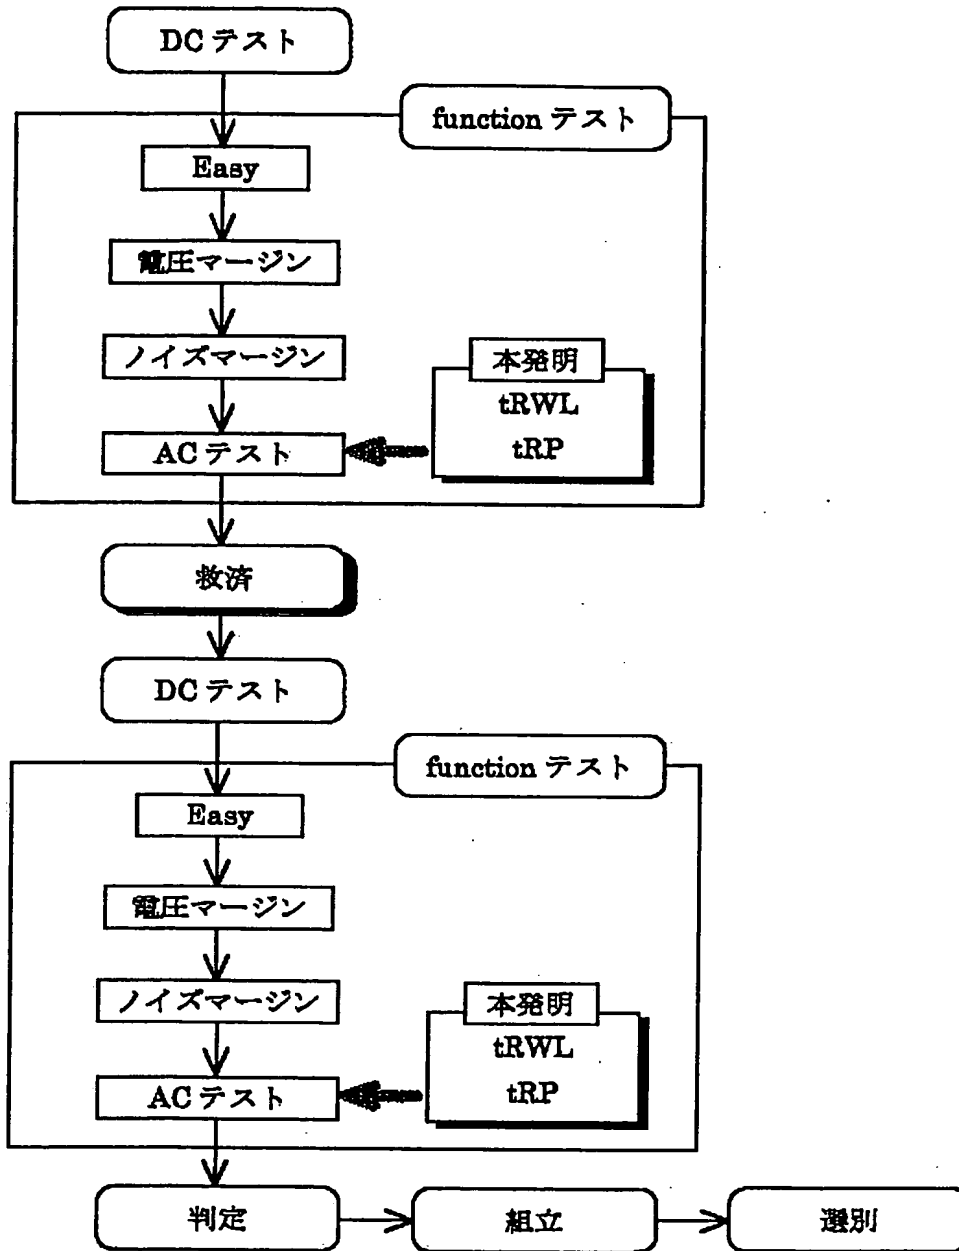 DCテスト
functionテスト
Easy
電圧マージン
ノイズマージン
本発明
tRWL
tRP
ACテスト
救済
DCテスト
functionテスト
Easy
電圧マージン
ノイズマージン
本発明
tRWL
tRP
ACテスト
判定
組立
選別